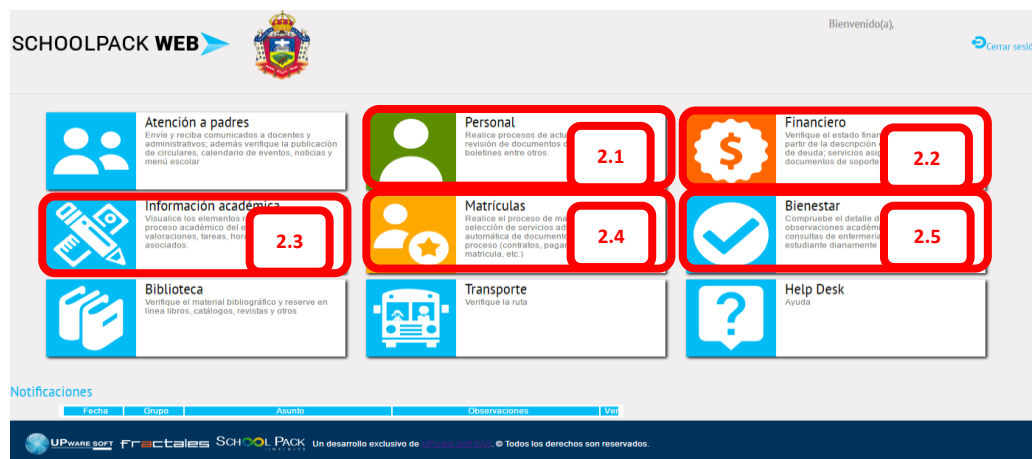 Bienvenido(a),
SCHOOLPACK WEB
Cerrar sesió
Atención a padres
Envíe y reciba comunicados a docentes y
administrativos; además verifique la publicación
de circulares, calendario de eventos, noticias y
menú escolar
Personal
Realice procesos de actu
revisión de documentos d
boletines entre otros.
2.1
Financiero
Verifique el estado finan
partir de la descripción
de deuda; servicios asig
documentos de soporte
2.2
Información académica
Visualice los elementos
proceso académico del e
valoraciones, tareas, hor
asociados.
2.3
Matrículas
Realice el proceso de ma
selección de servicios ad
automática de document
proceso (contratos, pagar
matricula, etc.)
2.4
Bienestar
Compruebe el detalle d
observaciones académ
consultas de enfermería
estudiante diariamente
2.5
Biblioteca
Verifique el material bibliográfico y reserve en
línea libros, catálogos, revistas y otros
Transporte
Verifique la ruta
Help Desk
Ayuda
Notificaciones
Fecha Grupo Asunto Observaciones Ver
UPWARE SOFT Fractales SCHOOL PACK Un desarrollo exclusivo de . © Todos los derechos son reservados.